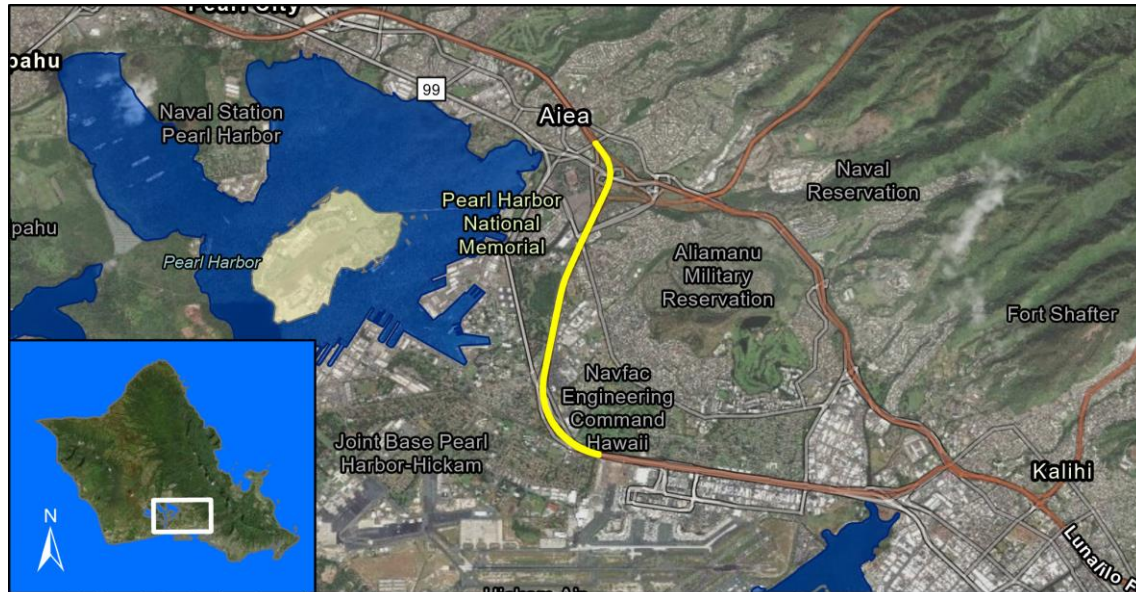 Pearl City
pahu
99
Naval Station
Pearl Harbor
Aiea
Naval
Reservation
Pearl Harbor
National
Memorial
pahu
Pearl Harbor
Aliamanu
Military
Reservation
Fort Shafter
Navfac
Engineering
Command
Hawaii
Joint Base Pearl
Harbor-Hickam
Kalihi
N
Lunalilo F